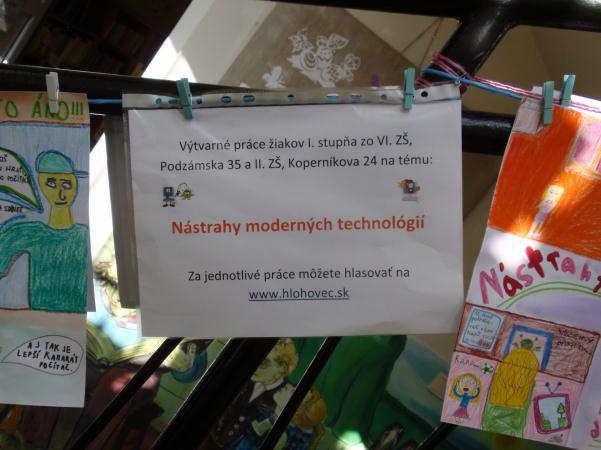 O ÁNO!!!
AJ TAK JE
LEPŠÍ KAMARÁT
POČÍTAČ.
Výtvarné práce žiakov I. stupňa zo VI. ZŠ,
Podzámska 35 a II. ZŠ, Koperníkova 24 na tému:
Nástrahy moderných technológií
Za jednotlivé práce môžete hlasovať na
www.hlohovec.sk
Nástrahy